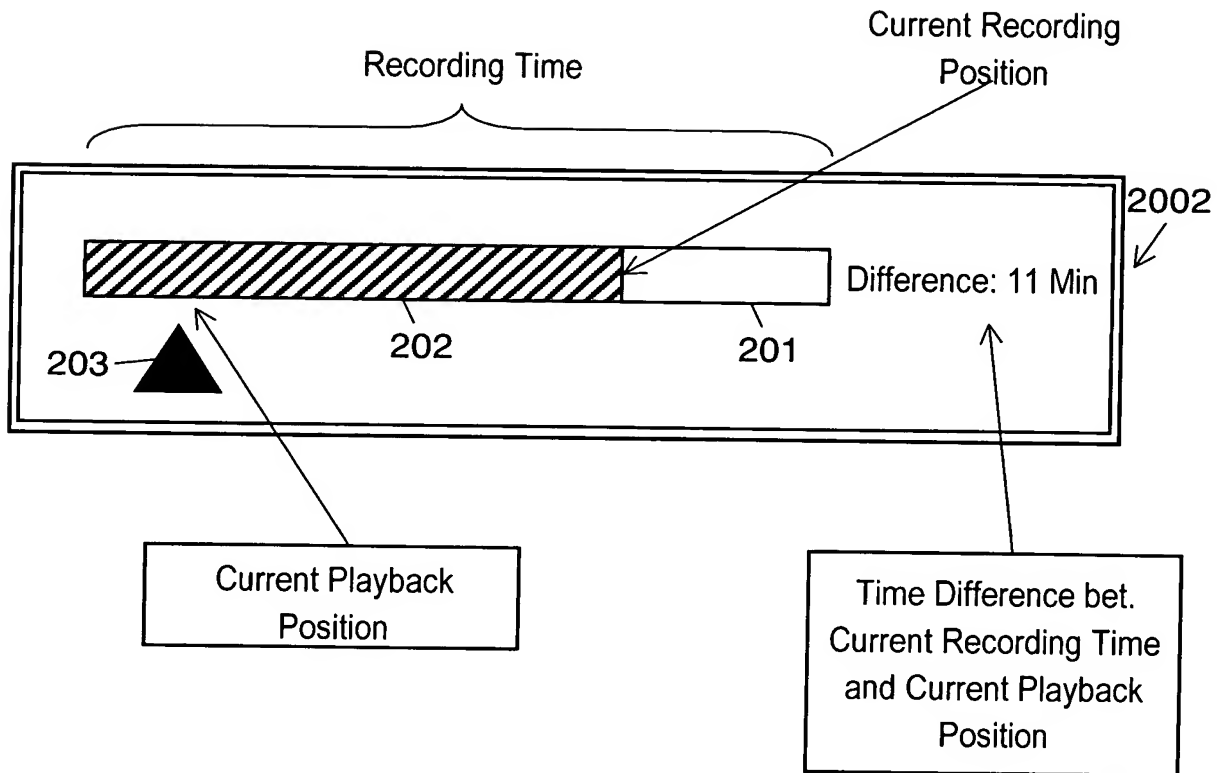 Current Recording
Position
Recording Time
2002
Difference: 11 Min
202
201
203
Current Playback
Position
Time Difference bet.
Current Recording Time
and Current Playback
Position